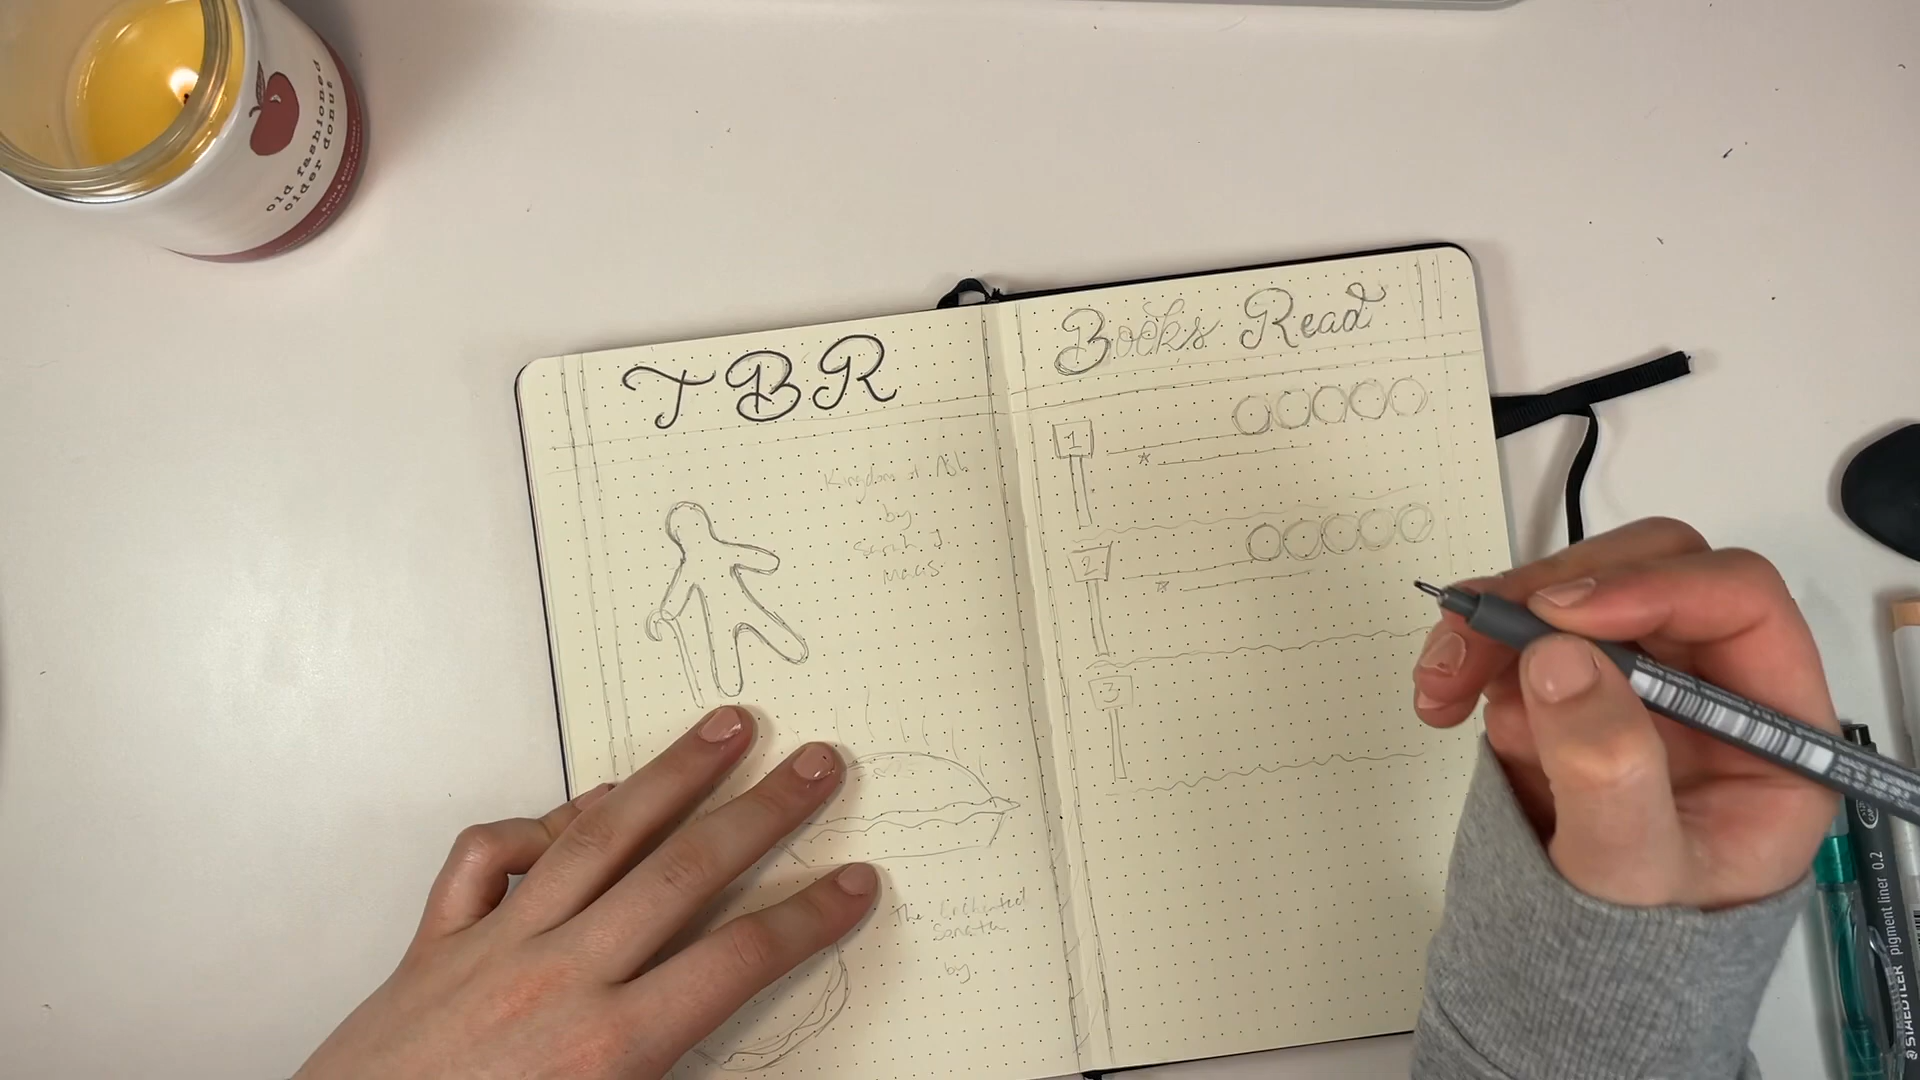 old fashioned
cider donut
TBR
Kingdom of Ash
by
Sarah J.
Maas
The Enchanted
Sonata
by
Books Read
1
2
3
STAEDTLER pigment liner 0.2